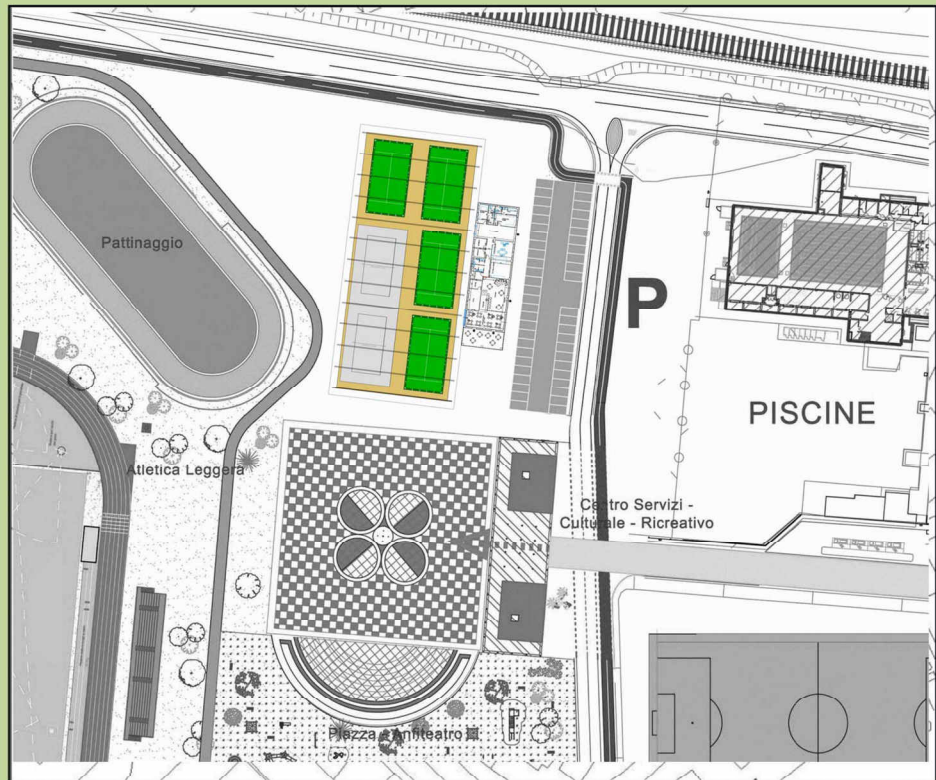 Pattinaggio
P
PISCINE
Atletica Leggera
Centro Servizi -
Culturale - Ricreativo
Piazza - Anfiteatro